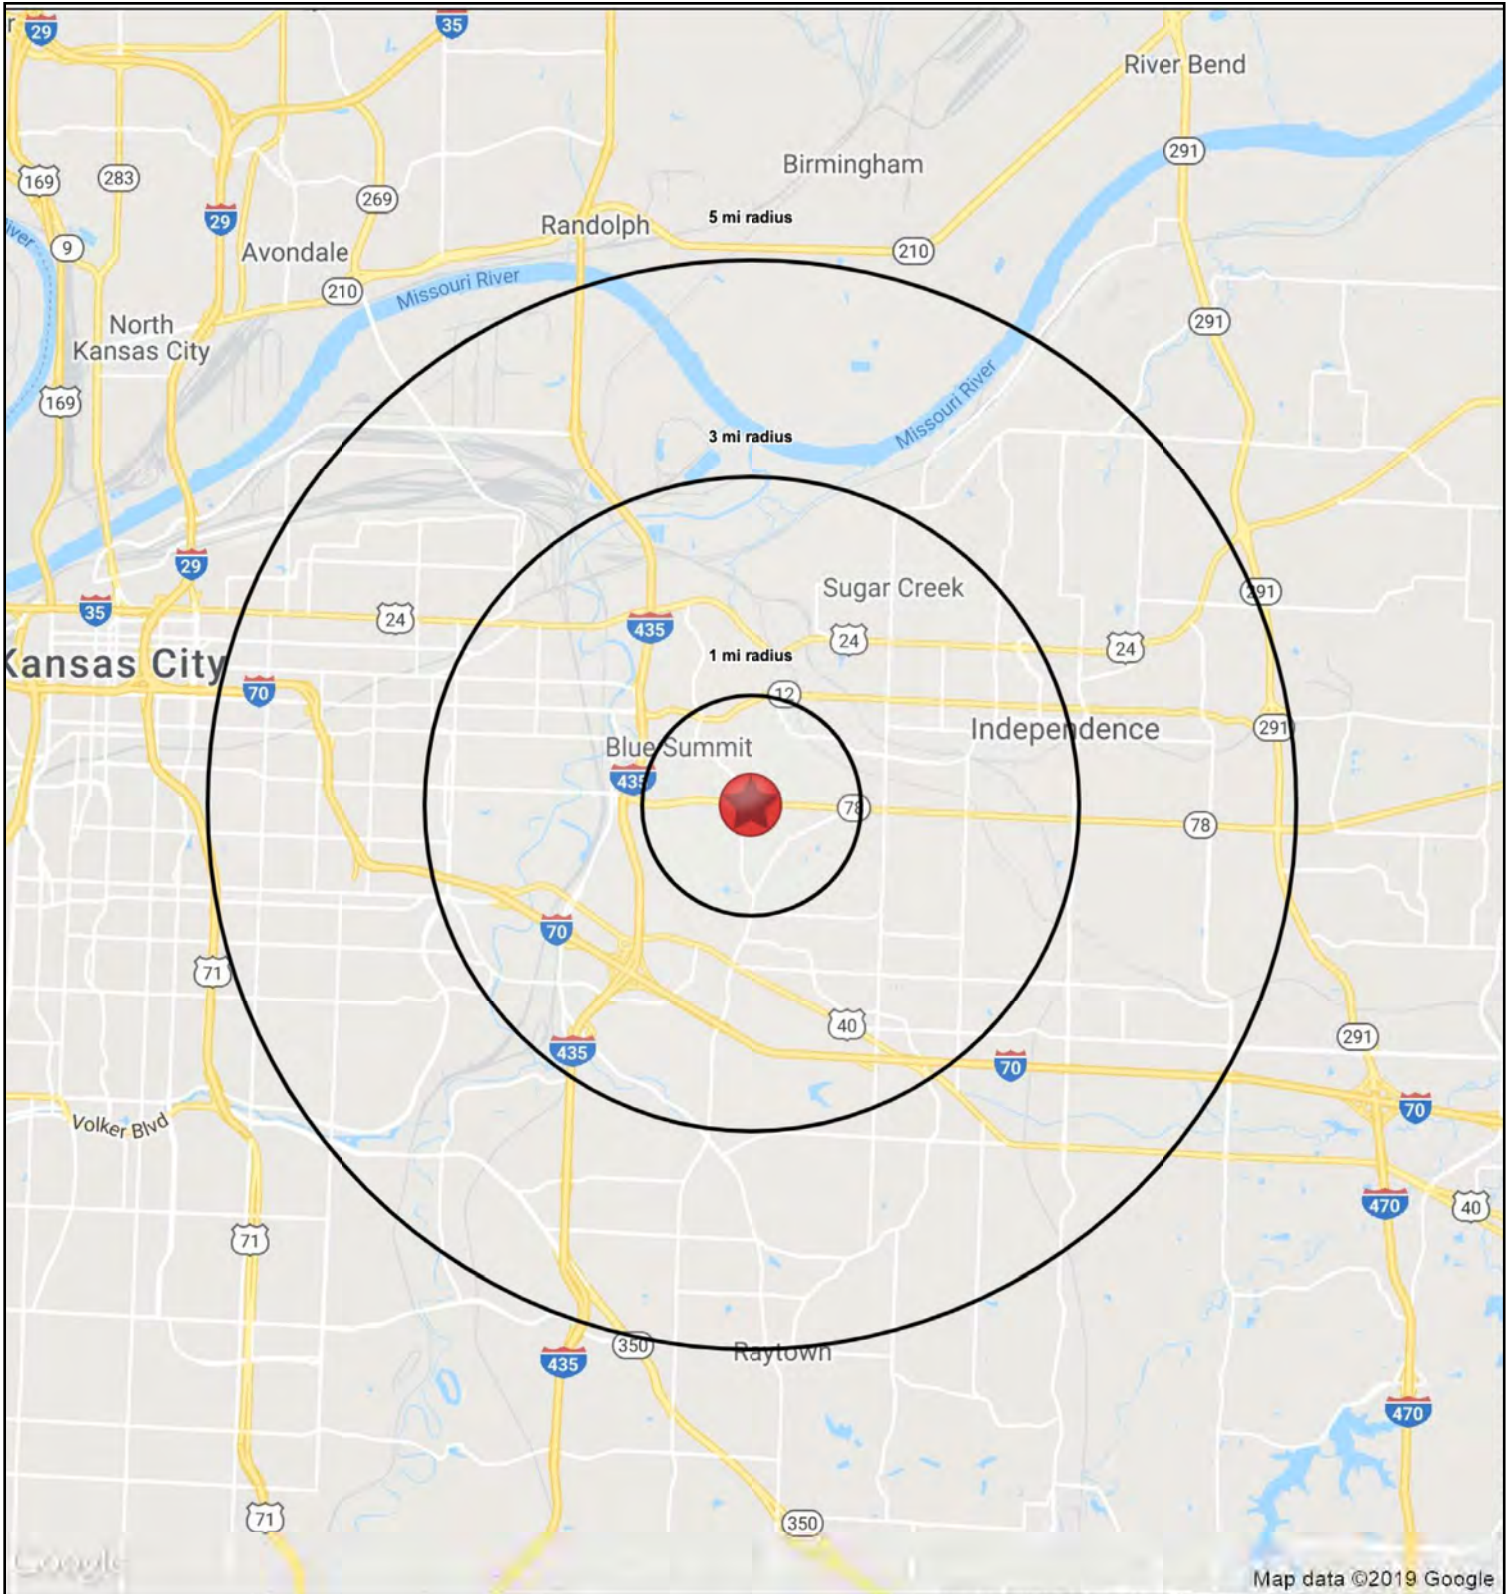 r
29
35
River Bend
291
Birmingham
169
283
269
29
5 mi radius
Randolph
iver
9
Avondale
210
210
Missouri River
North
Kansas City
291
169
Missouri River
3 mi radius
29
Sugar Creek
291
35
24
435
24
24
1 mi radius
Kansas City
70
12
Independence
291
Blue Summit
435
78
78
70
71
40
291
435
70
70
Volker Blvd
470
40
71
350
Raytown
435
470
71
350
Google
Map data ©2019 Google